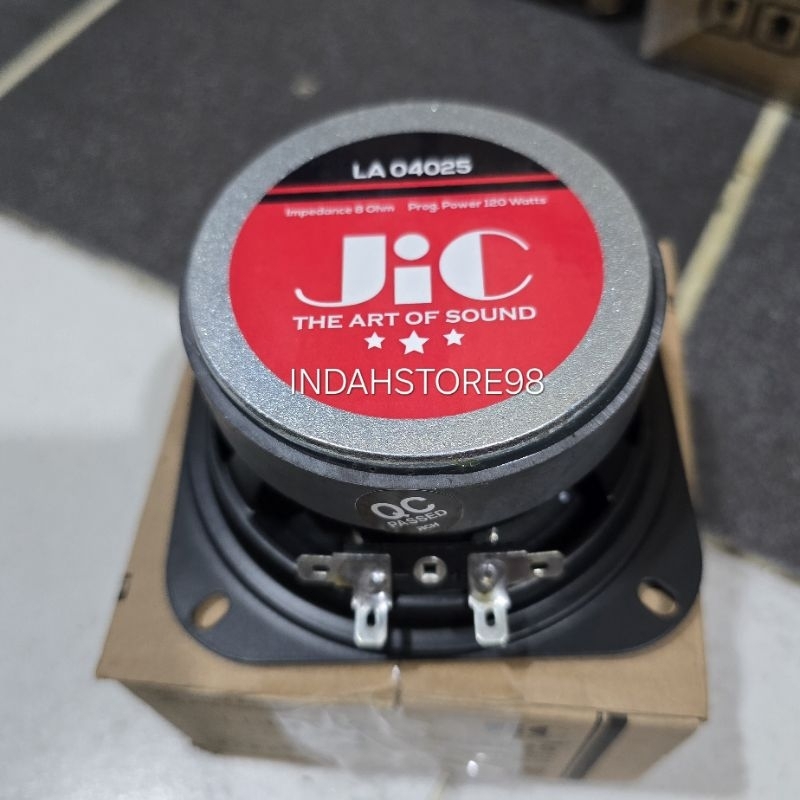 LA 04025
Impedance 8 Ohm Prog. Power 120 Watts
JiC
THE ART OF SOUND
INDAHSTORE98
QC
PASSED